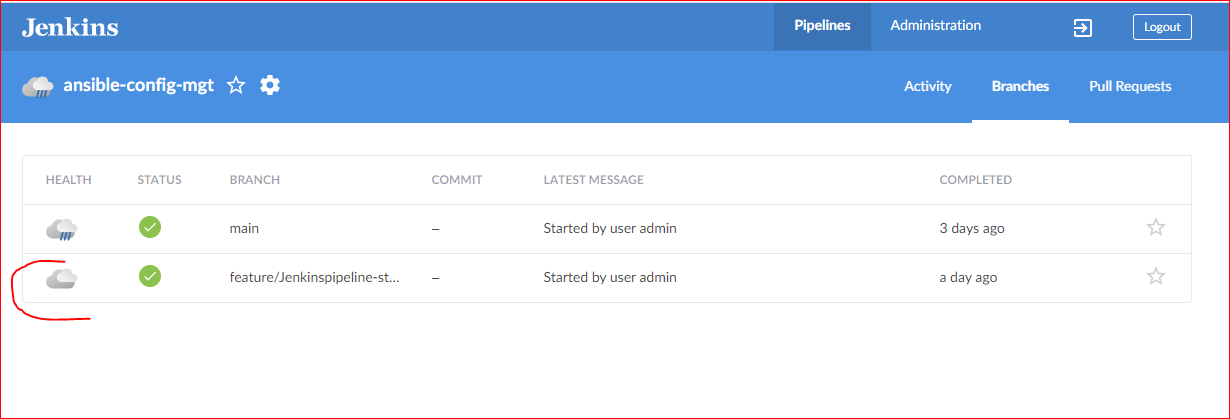 Jenkins Pipelines Administration Logout
ansible-config-mgt Activity Branches Pull Requests
HEALTH STATUS BRANCH COMMIT LATEST MESSAGE COMPLETED
main – Started by user admin 3 days ago
feature/Jenkinspipeline-st... – Started by user admin a day ago